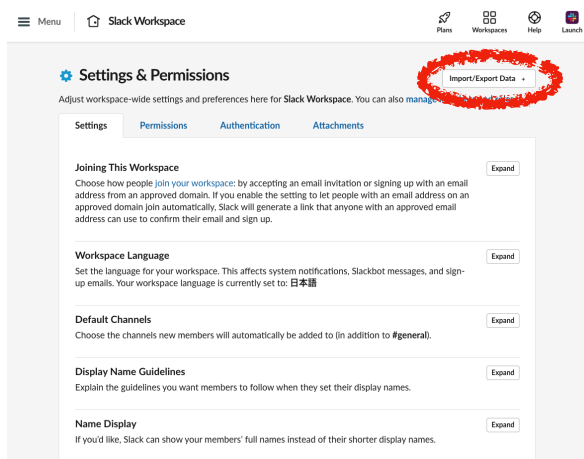 Menu
Slack Workspace
Plans
Workspaces
Help
Launch
Settings & Permissions
Import/Export Data
Adjust workspace-wide settings and preferences here for Slack Workspace. You can also manage
Settings
Permissions
Authentication
Attachments
Joining This Workspace
Expand
Choose how people join your workspace: by accepting an email invitation or signing up with an email
address from an approved domain. If you enable the setting to let people with an email address on an
approved domain join automatically, Slack will generate a link that anyone with an approved email
address can use to confirm their email and sign up.
Workspace Language
Expand
Set the language for your workspace. This affects system notifications, Slackbot messages, and sign-
up emails. Your workspace language is currently set to: 日本語
Default Channels
Expand
Choose the channels new members will automatically be added to (in addition to #general).
Display Name Guidelines
Expand
Explain the guidelines you want members to follow when they set their display names.
Name Display
Expand
If you'd like, Slack can show your members' full names instead of their shorter display names.